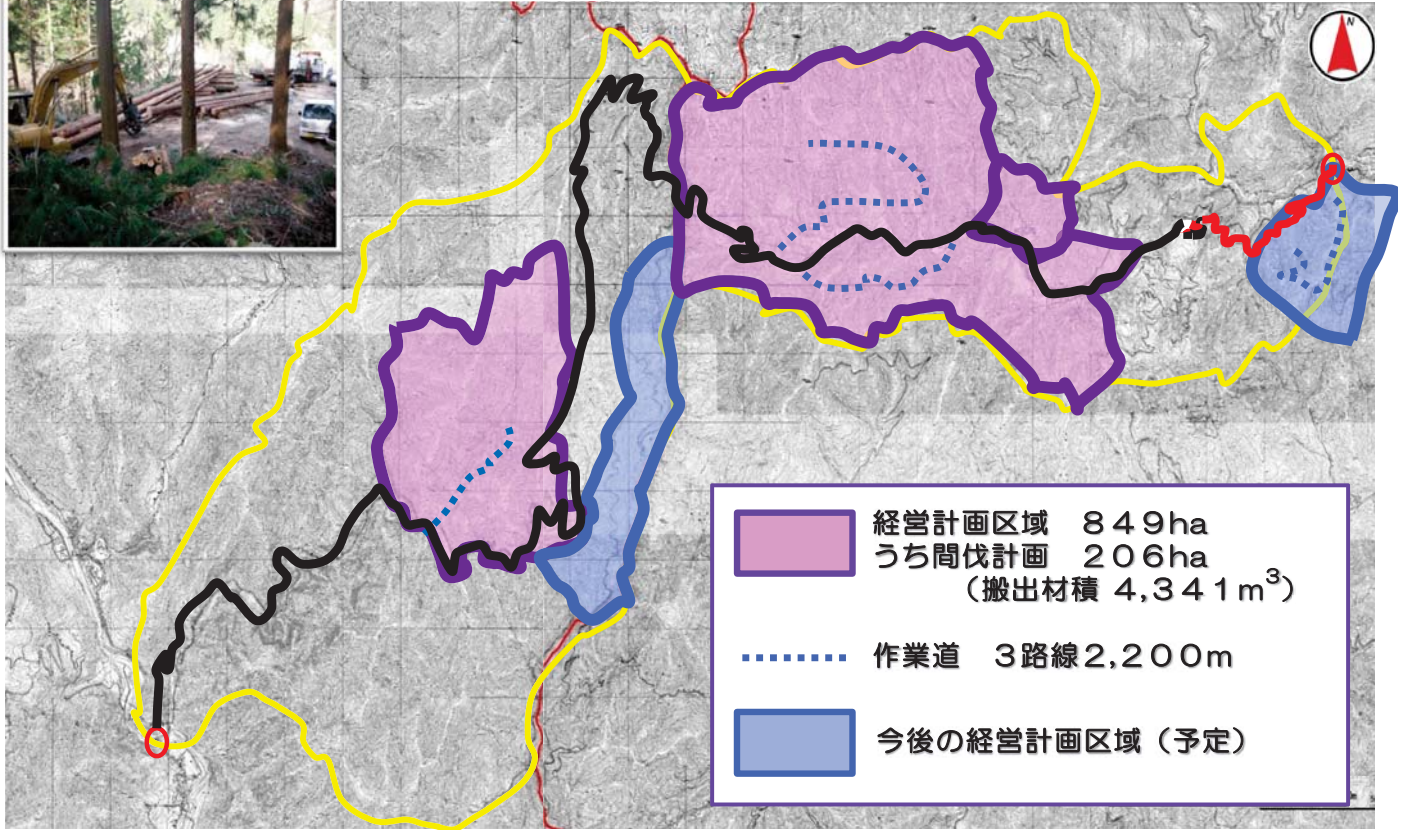 N
経営計画区域　８４９ha
うち間伐計画　２０６ha
（搬出材積 ４,３４１m³）
作業道　３路線２,２００m
今後の経営計画区域（予定）